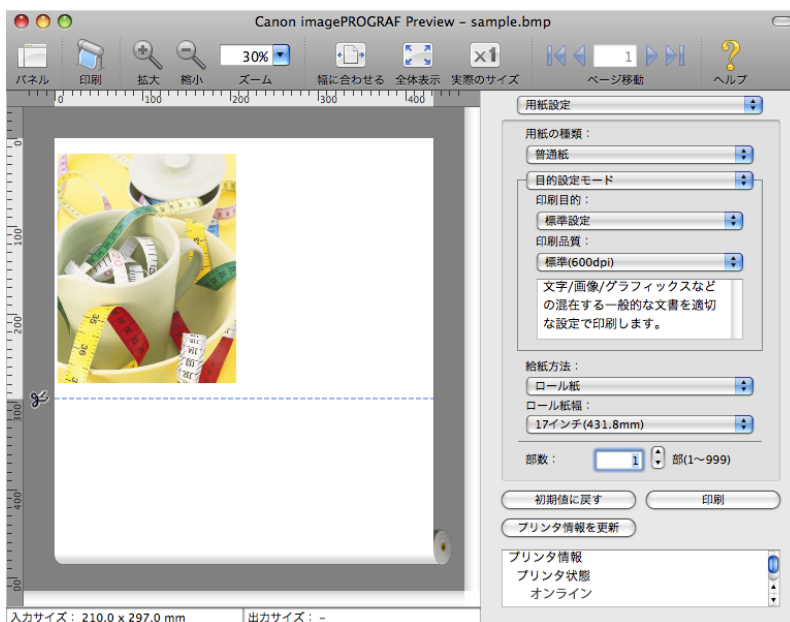 Canon imagePROGRAF Preview – sample.bmp
30%
1
パネル 印刷 拡大 縮小 ズーム 幅に合わせる 全体表示 実際のサイズ ページ移動 ヘルプ
0 100 200 300 400
用紙設定
用紙の種類：
普通紙
目的設定モード
印刷目的：
標準設定
印刷品質：
標準(600dpi)
文字/画像/グラフィックスなど
の混在する一般的な文書を適切
な設定で印刷します。
給紙方法：
ロール紙
ロール紙幅：
17インチ(431.8mm)
部数： 1 部(1〜999)
初期値に戻す 印刷
プリンタ情報を更新
プリンタ情報
プリンタ状態
オンライン
0
100
200
300
400
入力サイズ： 210.0 x 297.0 mm 出力サイズ： –